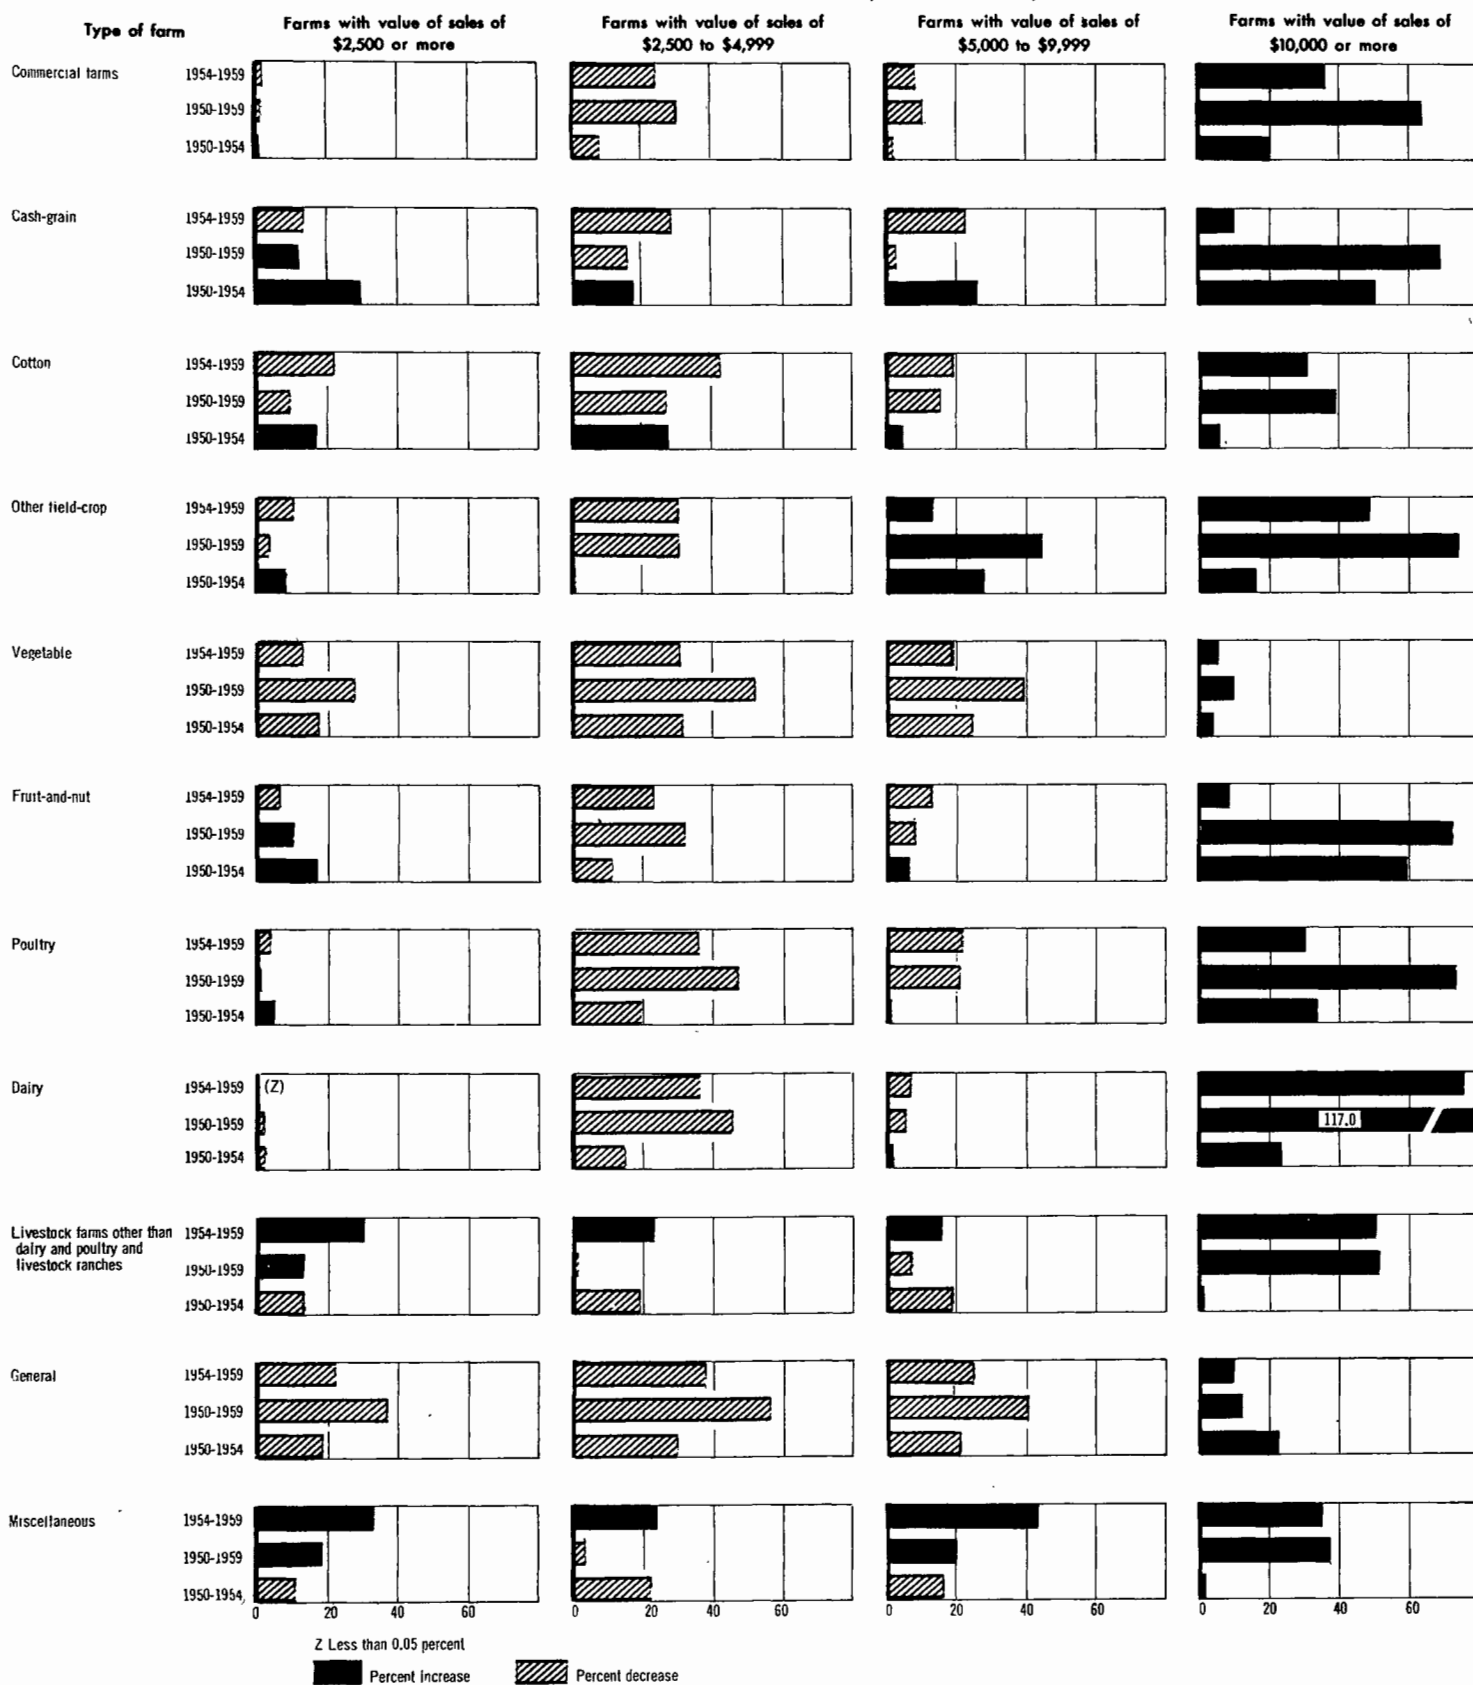 Type of farm
Farms with value of sales of
$2,500 or more
Farms with value of sales of
$2,500 to $4,999
Farms with value of sales of
$5,000 to $9,999
Farms with value of sales of
$10,000 or more
Commercial farms
1954-1959
1950-1959
1950-1954
Cash-grain
1954-1959
1950-1959
1950-1954
Cotton
1954-1959
1950-1959
1950-1954
Other field-crop
1954-1959
1950-1959
1950-1954
Vegetable
1954-1959
1950-1959
1950-1954
Fruit-and-nut
1954-1959
1950-1959
1950-1954
Poultry
1954-1959
1950-1959
1950-1954
Dairy
1954-1959
(Z)
1950-1959
117.0
1950-1954
Livestock farms other than
dairy and poultry and
livestock ranches
1954-1959
1950-1959
1950-1954
General
1954-1959
1950-1959
1950-1954
Miscellaneous
1954-1959
1950-1959
1950-1954
0 20 40 60
0 20 40 60
0 20 40 60
0 20 40 60
Z Less than 0.05 percent
Percent increase
Percent decrease